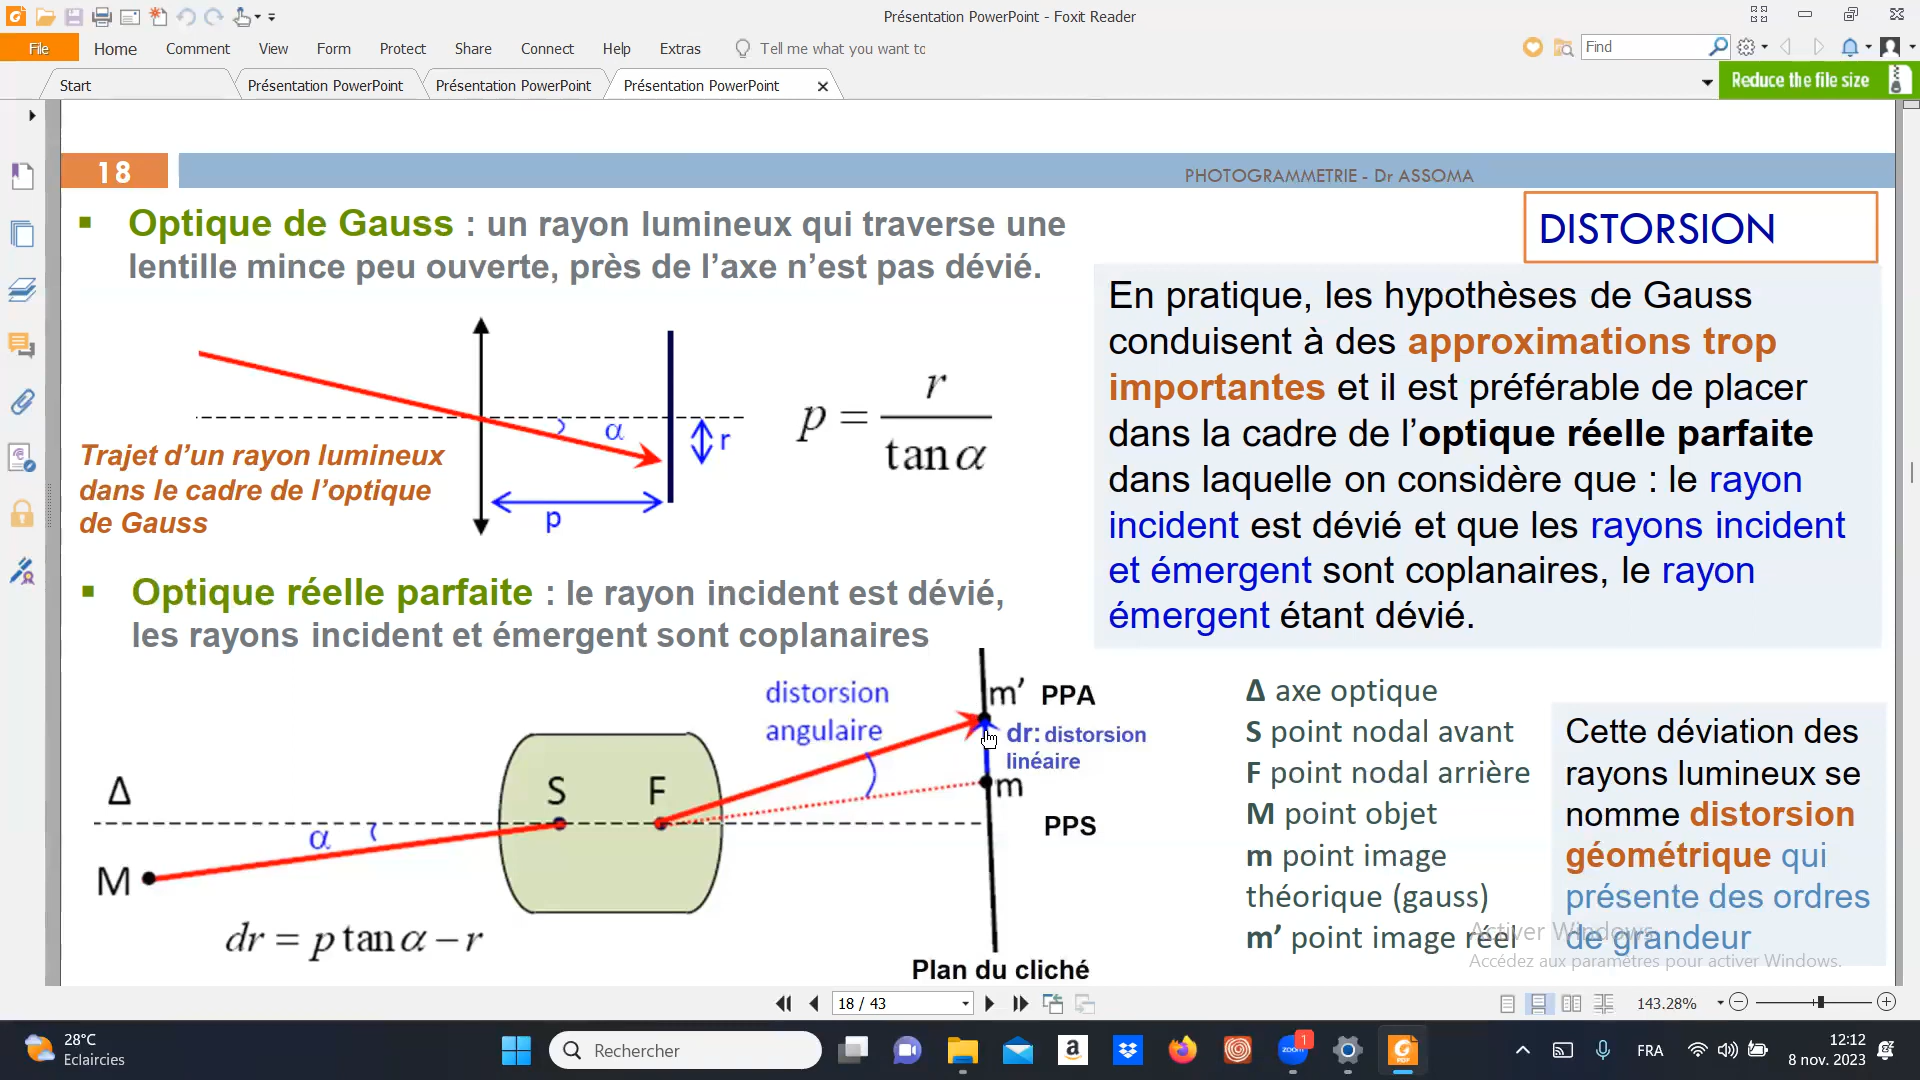 Présentation PowerPoint - Foxit Reader
File Home Comment View Form Protect Share Connect Help Extras Tell me what you want to Find
Start Présentation PowerPoint Présentation PowerPoint Présentation PowerPoint Reduce the file size
18
PHOTOGRAMMETRIE - Dr ASSOMA
DISTORSION
▪ Optique de Gauss : un rayon lumineux qui traverse une
lentille mince peu ouverte, près de l’axe n’est pas dévié.
α
r
p
p = r / tan α
Trajet d’un rayon lumineux
dans le cadre de l’optique
de Gauss
En pratique, les hypothèses de Gauss
conduisent à des approximations trop
importantes et il est préférable de placer
dans la cadre de l’optique réelle parfaite
dans laquelle on considère que : le rayon
incident est dévié et que les rayons incident
et émergent sont coplanaires, le rayon
émergent étant dévié.
▪ Optique réelle parfaite : le rayon incident est dévié,
les rayons incident et émergent sont coplanaires
distorsion
angulaire
m’ PPA
dr: distorsion
linéaire
m
PPS
Δ
S
F
α
M
dr = p tan α – r
Plan du cliché
Δ axe optique
S point nodal avant
F point nodal arrière
M point objet
m point image
théorique (gauss)
m’ point image réel
Cette déviation des
rayons lumineux se
nomme distorsion
géométrique qui
présente des ordres
de grandeur
Activer Windows
Accédez aux paramètres pour activer Windows.
18 / 43
143.28%
28°C
Eclaircies
Rechercher
zoom
1
PDF
FRA
12:12
8 nov. 2023